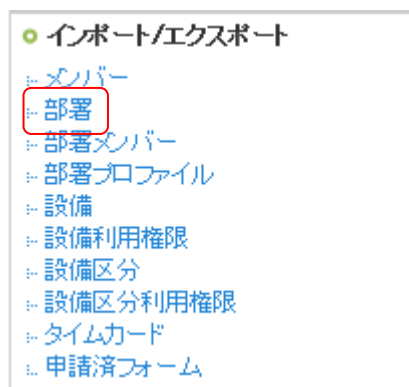 インポート/エクスポート
メンバー
部署
部署メンバー
部署プロファイル
設備
設備利用権限
設備区分
設備区分利用権限
タイムカード
申請済フォーム